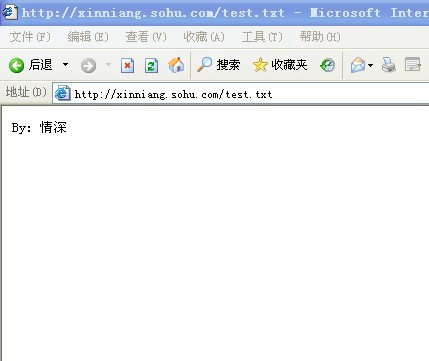 http://xinniang.sohu.com/test.txt - Microsoft Inter
文件(F) 编辑(E) 查看(V) 收藏(A) 工具(T) 帮助(H)
后退 搜索 收藏夹
地址(D) http://xinniang.sohu.com/test.txt
By: 情深